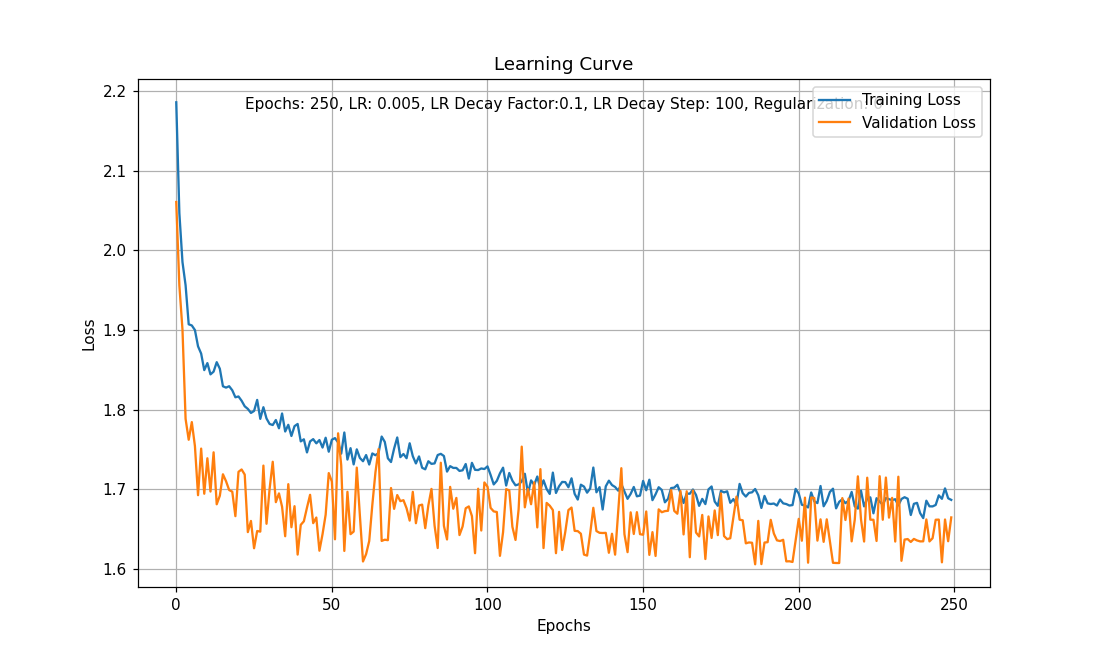 Learning Curve
Epochs: 250, LR: 0.005, LR Decay Factor:0.1, LR Decay Step: 100, Regularization: 0
Training Loss
Validation Loss
2.2
2.1
2.0
1.9
1.8
1.7
1.6
Loss
0
50
100
150
200
250
Epochs